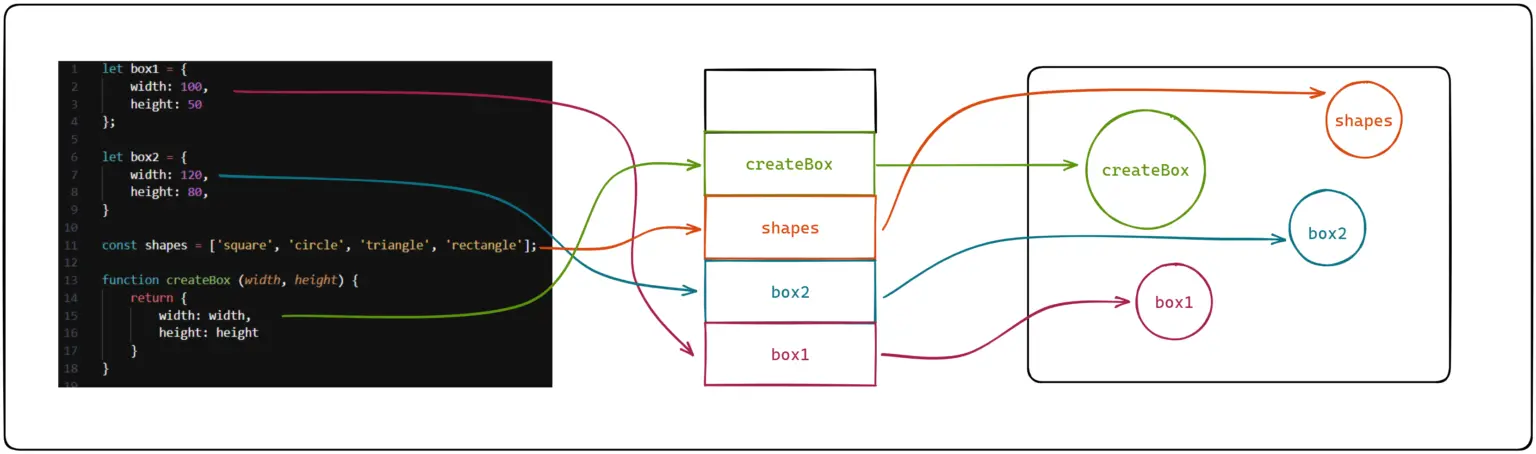 1 let box1 = {
2 width: 100,
3 height: 50
4 };
5
6 let box2 = {
7 width: 120,
8 height: 80,
9 }
10
11 const shapes = ['square', 'circle', 'triangle', 'rectangle'];
12
13 function createBox (width, height) {
14 return {
15 width: width,
16 height: height
17 }
18 }
19
createBox
shapes
box2
box1
shapes
createBox
box2
box1